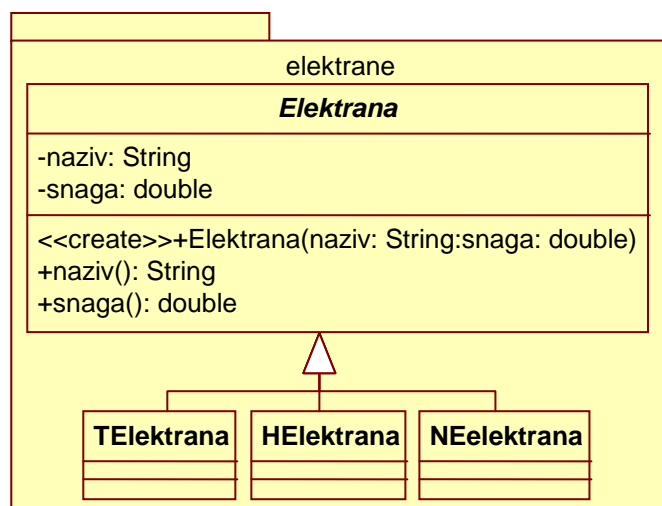 elektrane
Elektrana
-naziv: String
-snaga: double
<<create>>+Elektrana(naziv: String:snaga: double)
+naziv(): String
+snaga(): double
TElektrana HElektrana NEelektrana